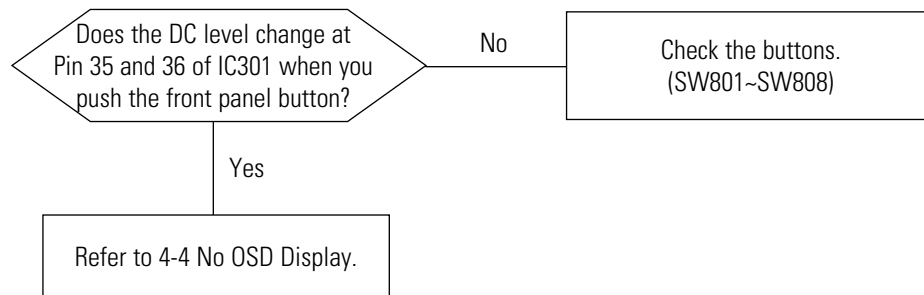 Does the DC level change at
Pin 35 and 36 of IC301 when you
push the front panel button?
No
Check the buttons.
(SW801~SW808)
Yes
Refer to 4-4 No OSD Display.